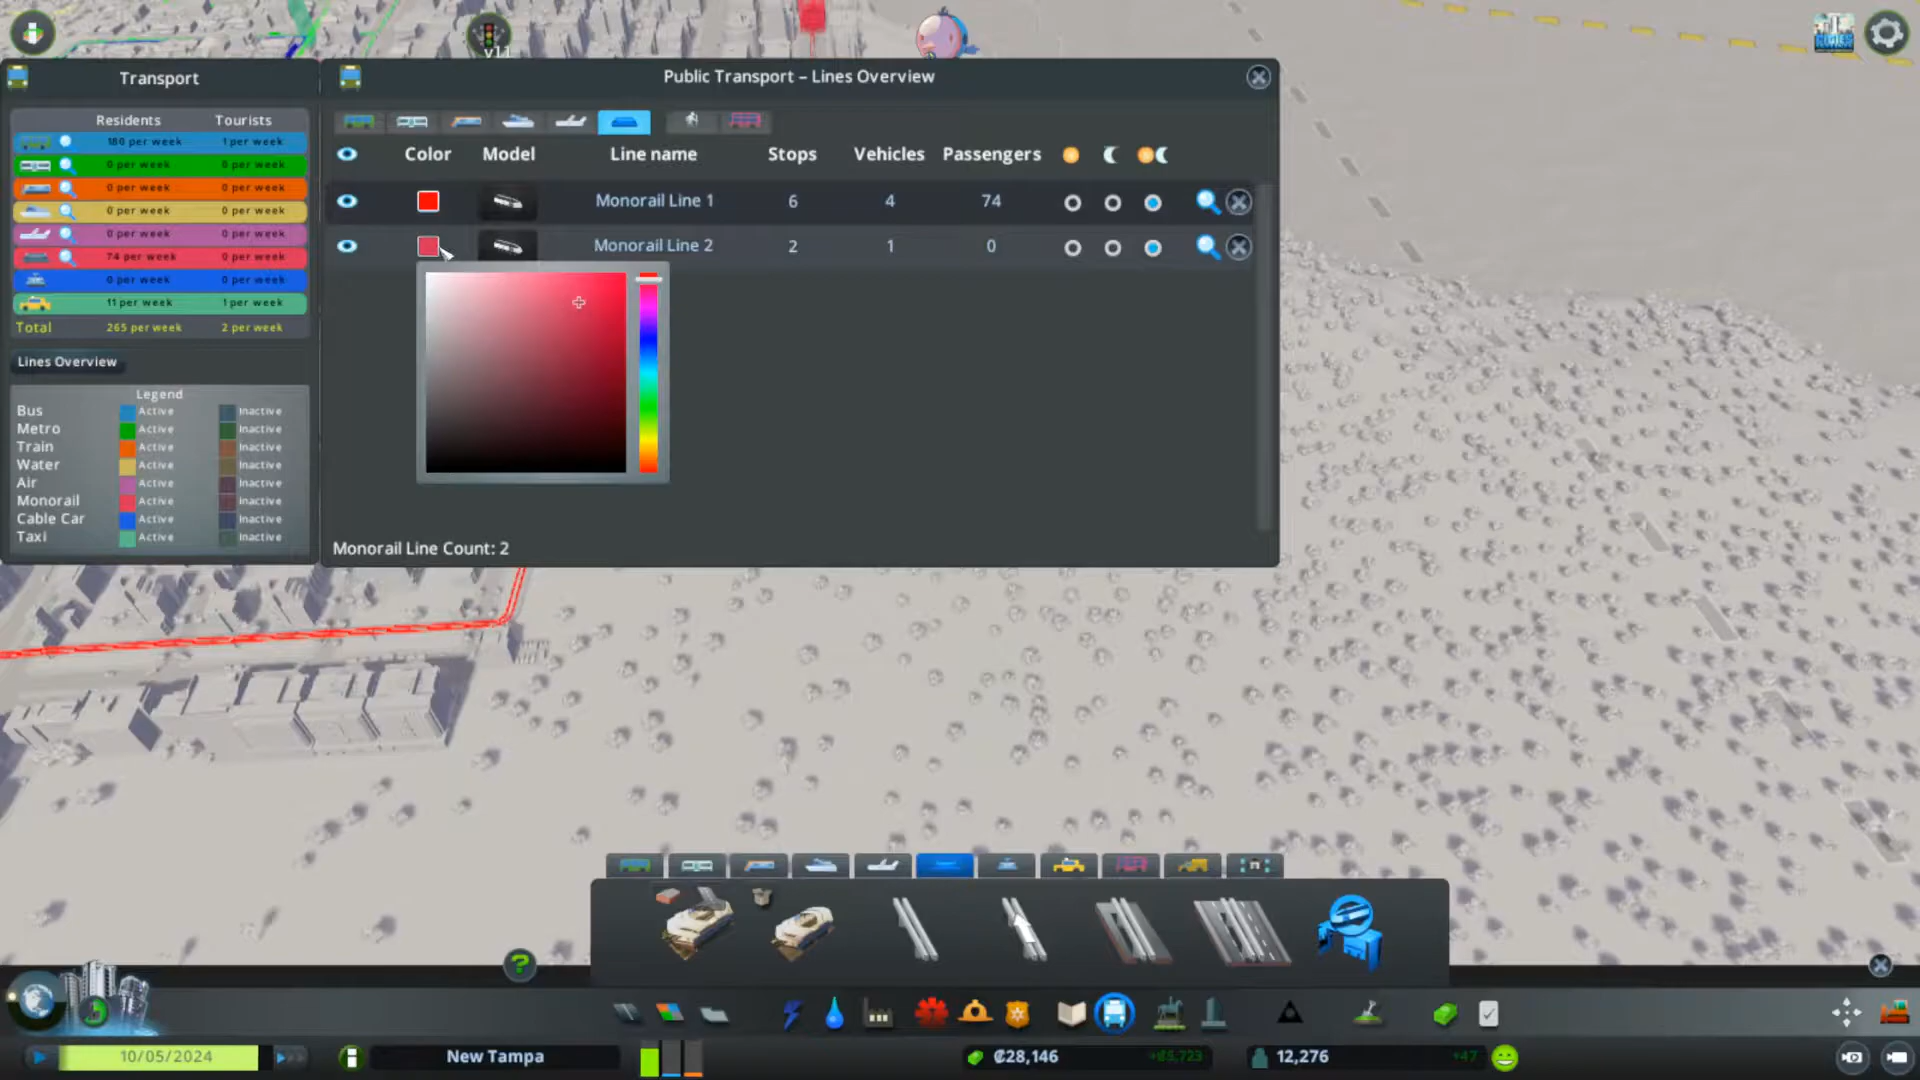 v11
Transport
Public Transport – Lines Overview
Residents Tourists
180 per week 1 per week
0 per week 0 per week
0 per week 0 per week
0 per week 0 per week
0 per week 0 per week
74 per week 0 per week
0 per week 0 per week
11 per week 1 per week
Total 265 per week 2 per week
Lines Overview
Legend
Bus Active Inactive
Metro Active Inactive
Train Active Inactive
Water Active Inactive
Air Active Inactive
Monorail Active Inactive
Cable Car Active Inactive
Taxi Active Inactive
Color Model Line name Stops Vehicles Passengers
Monorail Line 1 6 4 74
Monorail Line 2 2 1 0
Monorail Line Count: 2
?
10/05/2024
New Tampa
₡28,146
+₡5,723
12,276
+47